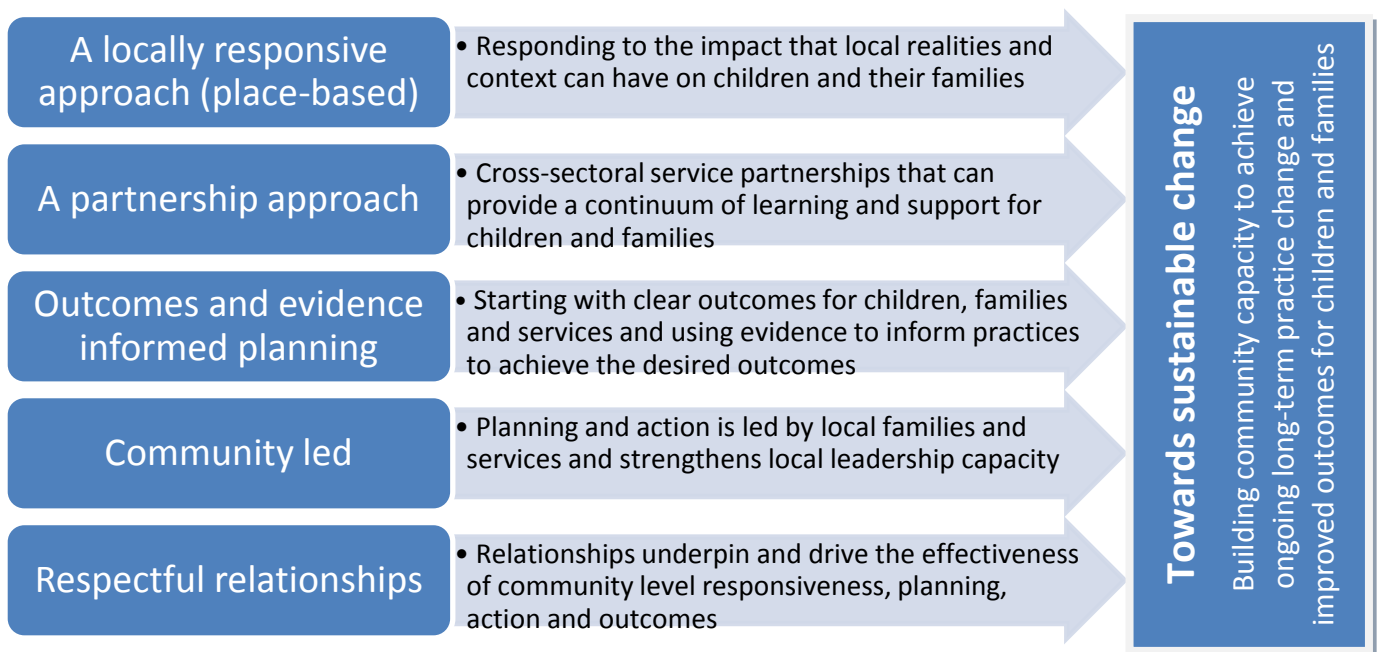 A locally responsive
approach (place-based)
• Responding to the impact that local realities and
context can have on children and their families
A partnership approach
• Cross-sectoral service partnerships that can
provide a continuum of learning and support for
children and families
Outcomes and evidence
informed planning
• Starting with clear outcomes for children, families
and services and using evidence to inform practices
to achieve the desired outcomes
Community led
• Planning and action is led by local families and
services and strengthens local leadership capacity
Respectful relationships
• Relationships underpin and drive the effectiveness
of community level responsiveness, planning,
action and outcomes
Towards sustainable change
Building community capacity to achieve
ongoing long-term practice change and
improved outcomes for children and families